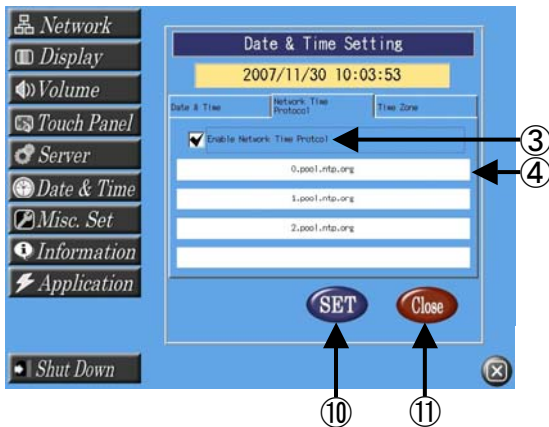 Network
Display
Volume
Touch Panel
Server
Date & Time
Misc. Set
Information
Application
Shut Down
Date & Time Setting
2007/11/30 10:03:53
Date & Time
Network Time
Protocol
Time Zone
Enable Network Time Protcol
0.pool.ntp.org
1.pool.ntp.org
2.pool.ntp.org
SET
Close
③
④
⑩
⑪